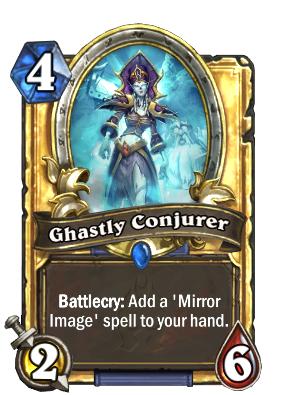 4
Ghastly Conjurer
Battlecry: Add a 'Mirror
Image' spell to your hand.
2
6